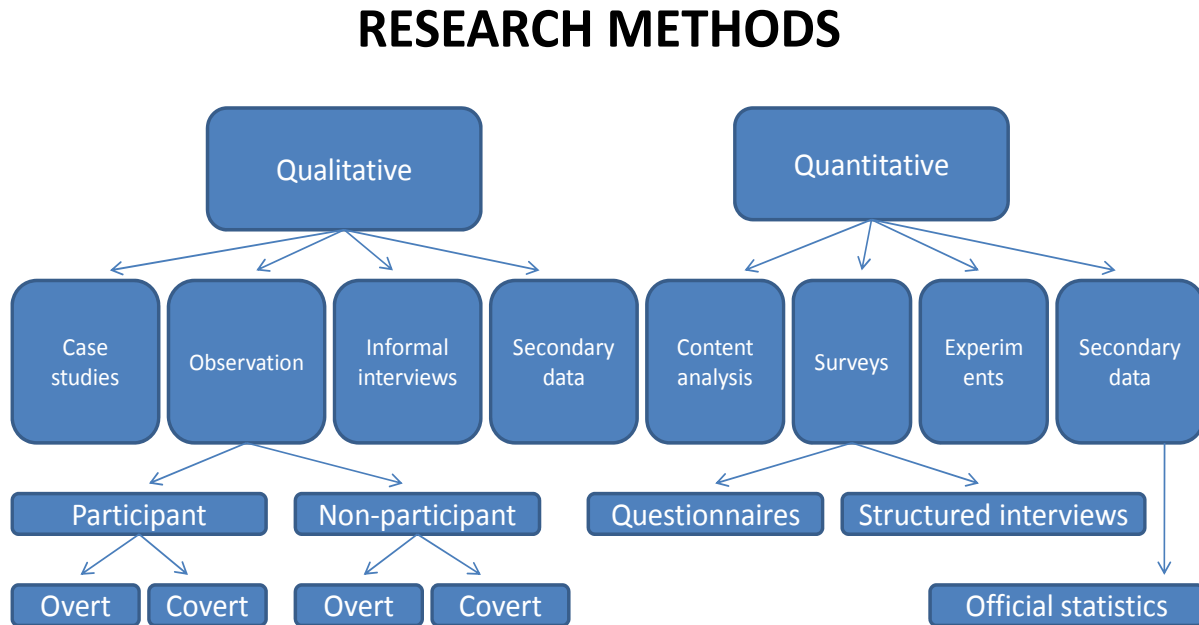 RESEARCH METHODS
Qualitative
Quantitative
Case
studies
Observation
Informal
interviews
Secondary
data
Content
analysis
Surveys
Experim
ents
Secondary
data
Participant
Non-participant
Questionnaires
Structured interviews
Overt
Covert
Overt
Covert
Official statistics